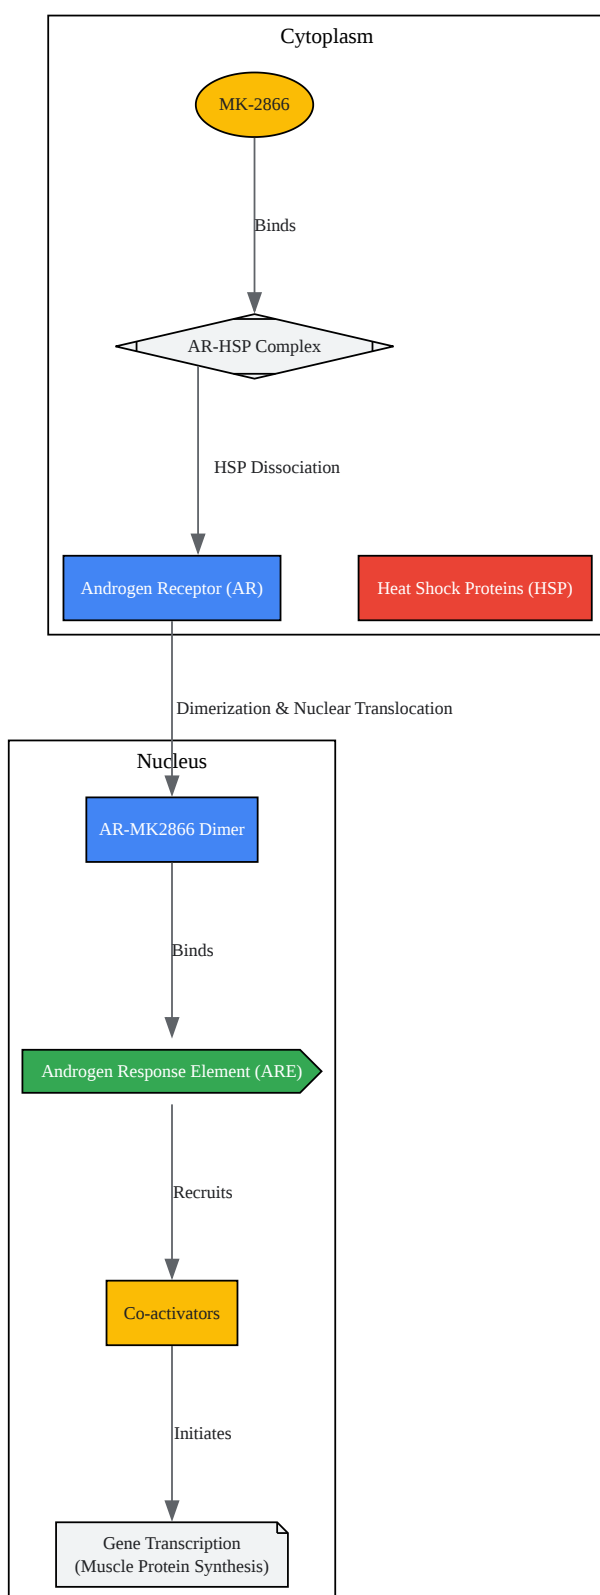 Cytoplasm
MK-2866
Binds
AR-HSP Complex
HSP Dissociation
Androgen Receptor (AR)
Heat Shock Proteins (HSP)
Dimerization & Nuclear Translocation
Nucleus
AR-MK2866 Dimer
Binds
Androgen Response Element (ARE)
Recruits
Co-activators
Initiates
Gene Transcription
(Muscle Protein Synthesis)